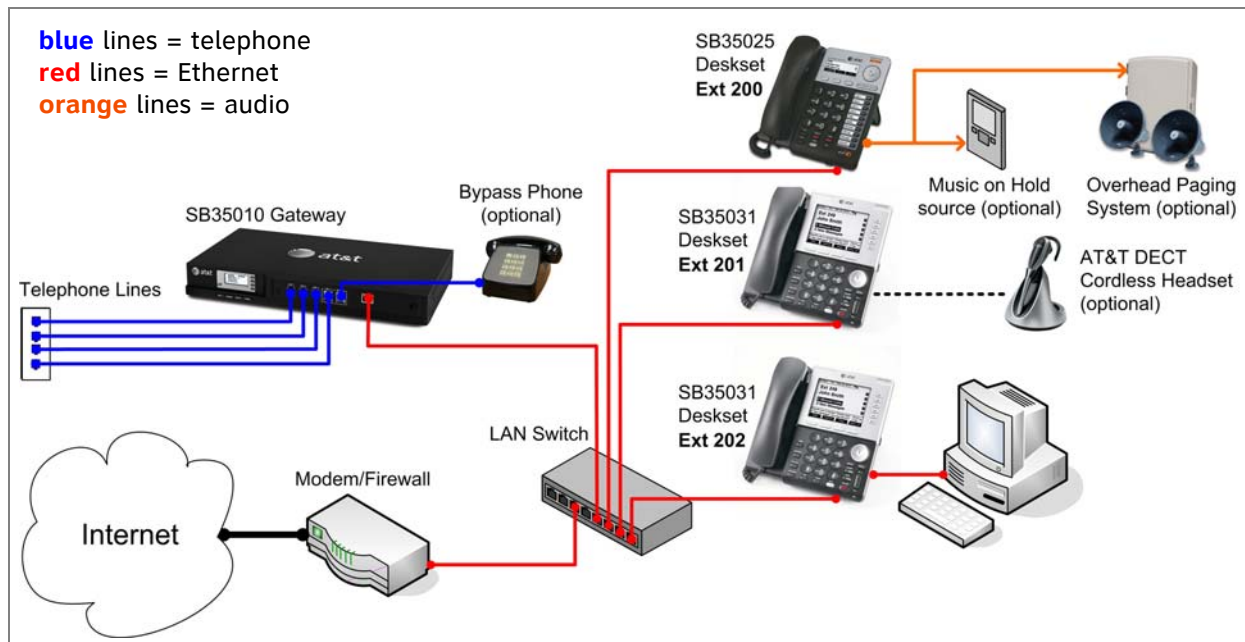 blue lines = telephone
red lines = Ethernet
orange lines = audio
SB35025
Deskset
Ext 200
Music on Hold
source (optional)
Overhead Paging
System (optional)
Bypass Phone
(optional)
SB35010 Gateway
at&t
at&t
Telephone Lines
SB35031
Deskset
Ext 201
AT&T DECT
Cordless Headset
(optional)
SB35031
Deskset
Ext 202
LAN Switch
Modem/Firewall
Internet